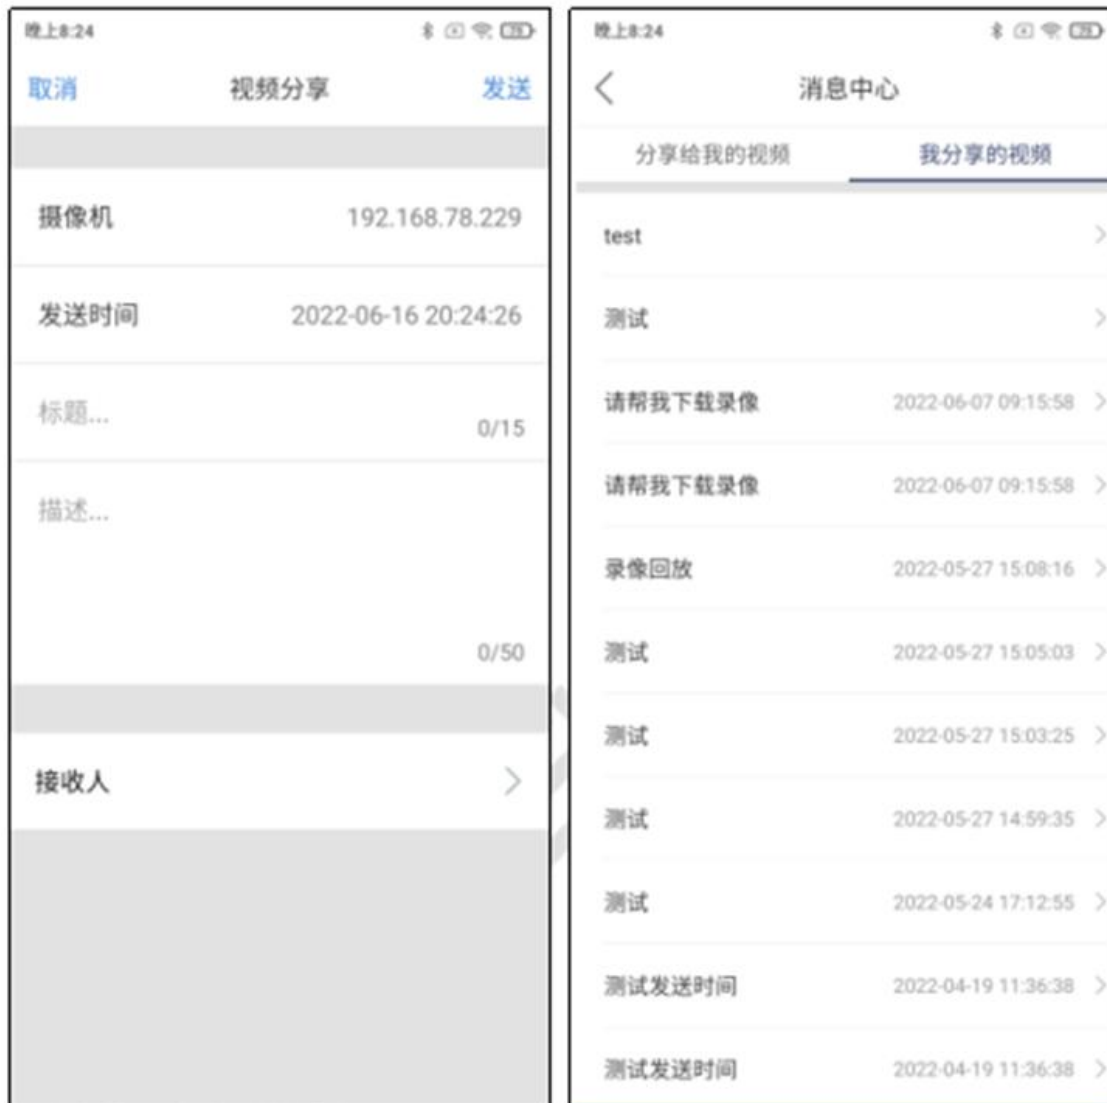 晚上8:24
79
取消 视频分享 发送
摄像机 192.168.78.229
发送时间 2022-06-16 20:24:26
标题...
0/15
描述...
0/50
接收人
晚上8:24
79
消息中心
分享给我的视频 我分享的视频
test
测试
请帮我下载录像 2022-06-07 09:15:58
请帮我下载录像 2022-06-07 09:15:58
录像回放 2022-05-27 15:08:16
测试 2022-05-27 15:05:03
测试 2022-05-27 15:03:25
测试 2022-05-27 14:59:35
测试 2022-05-24 17:12:55
测试发送时间 2022-04-19 11:36:38
测试发送时间 2022-04-19 11:36:38